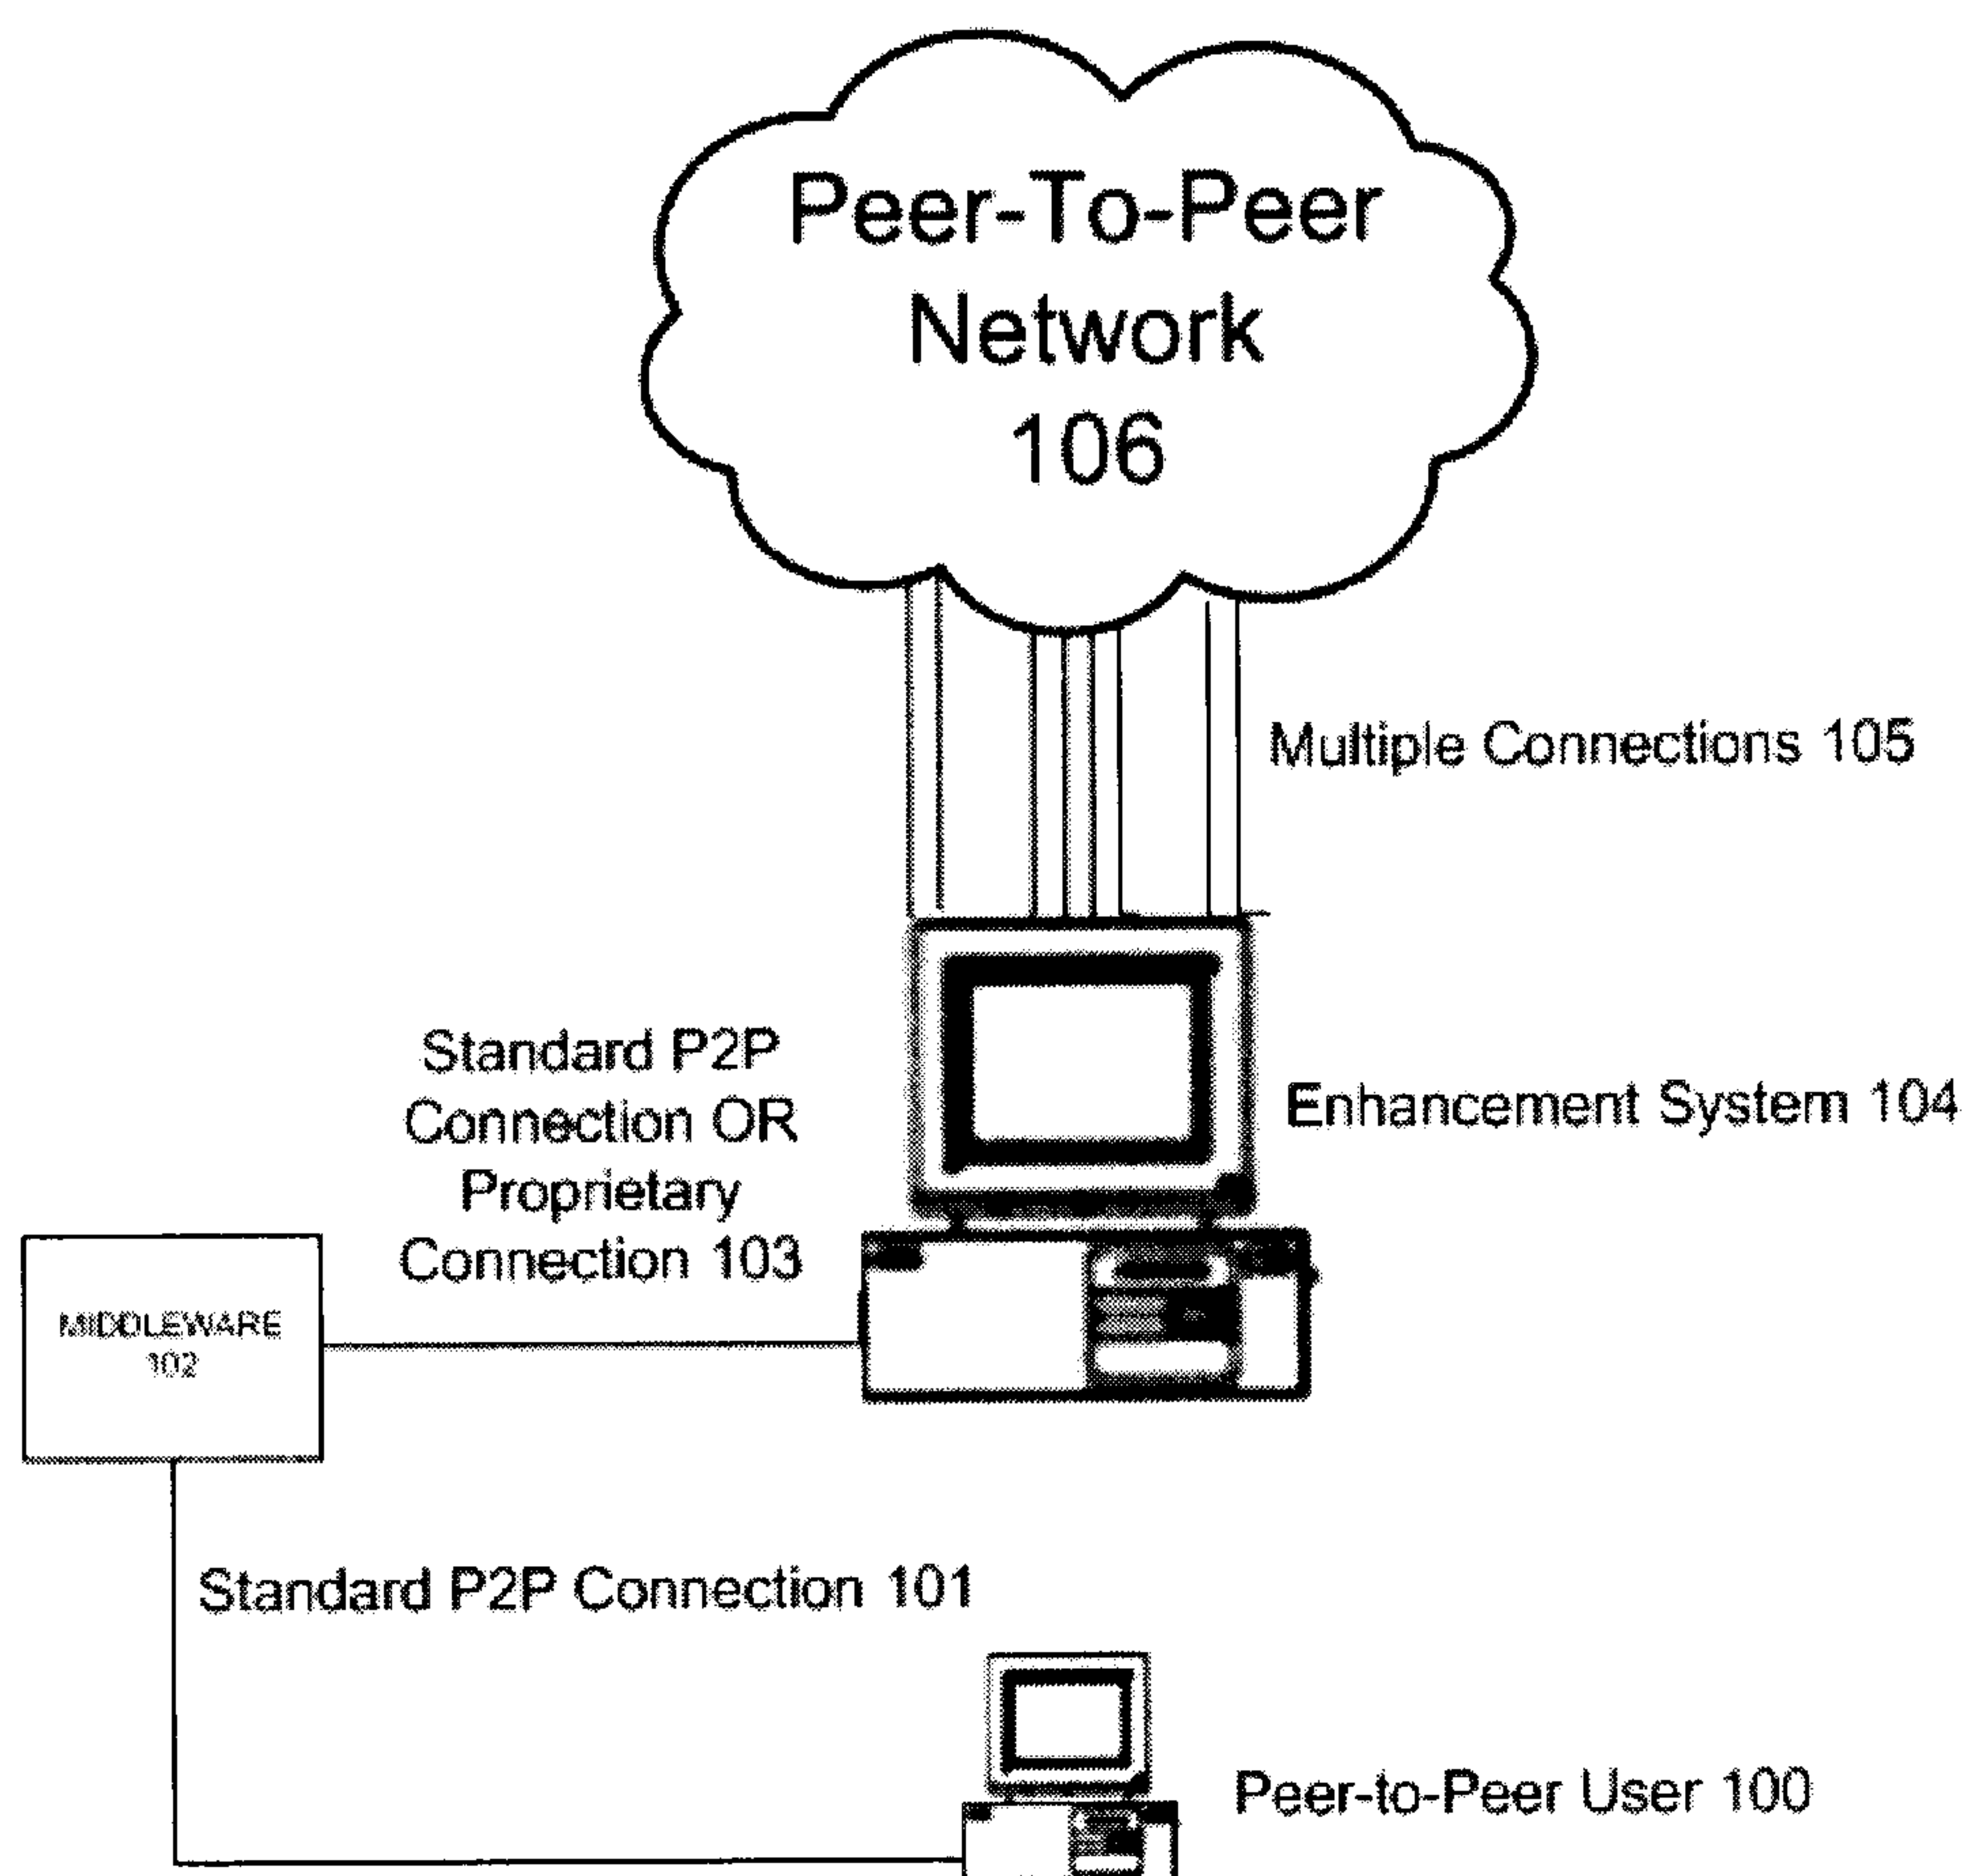 Peer-To-Peer
Network
106
Multiple Connections 105
Standard P2P
Connection OR
Proprietary
Connection 103
Enhancement System 104
MIDDLEWARE
102
Standard P2P Connection 101
Peer-to-Peer User 100